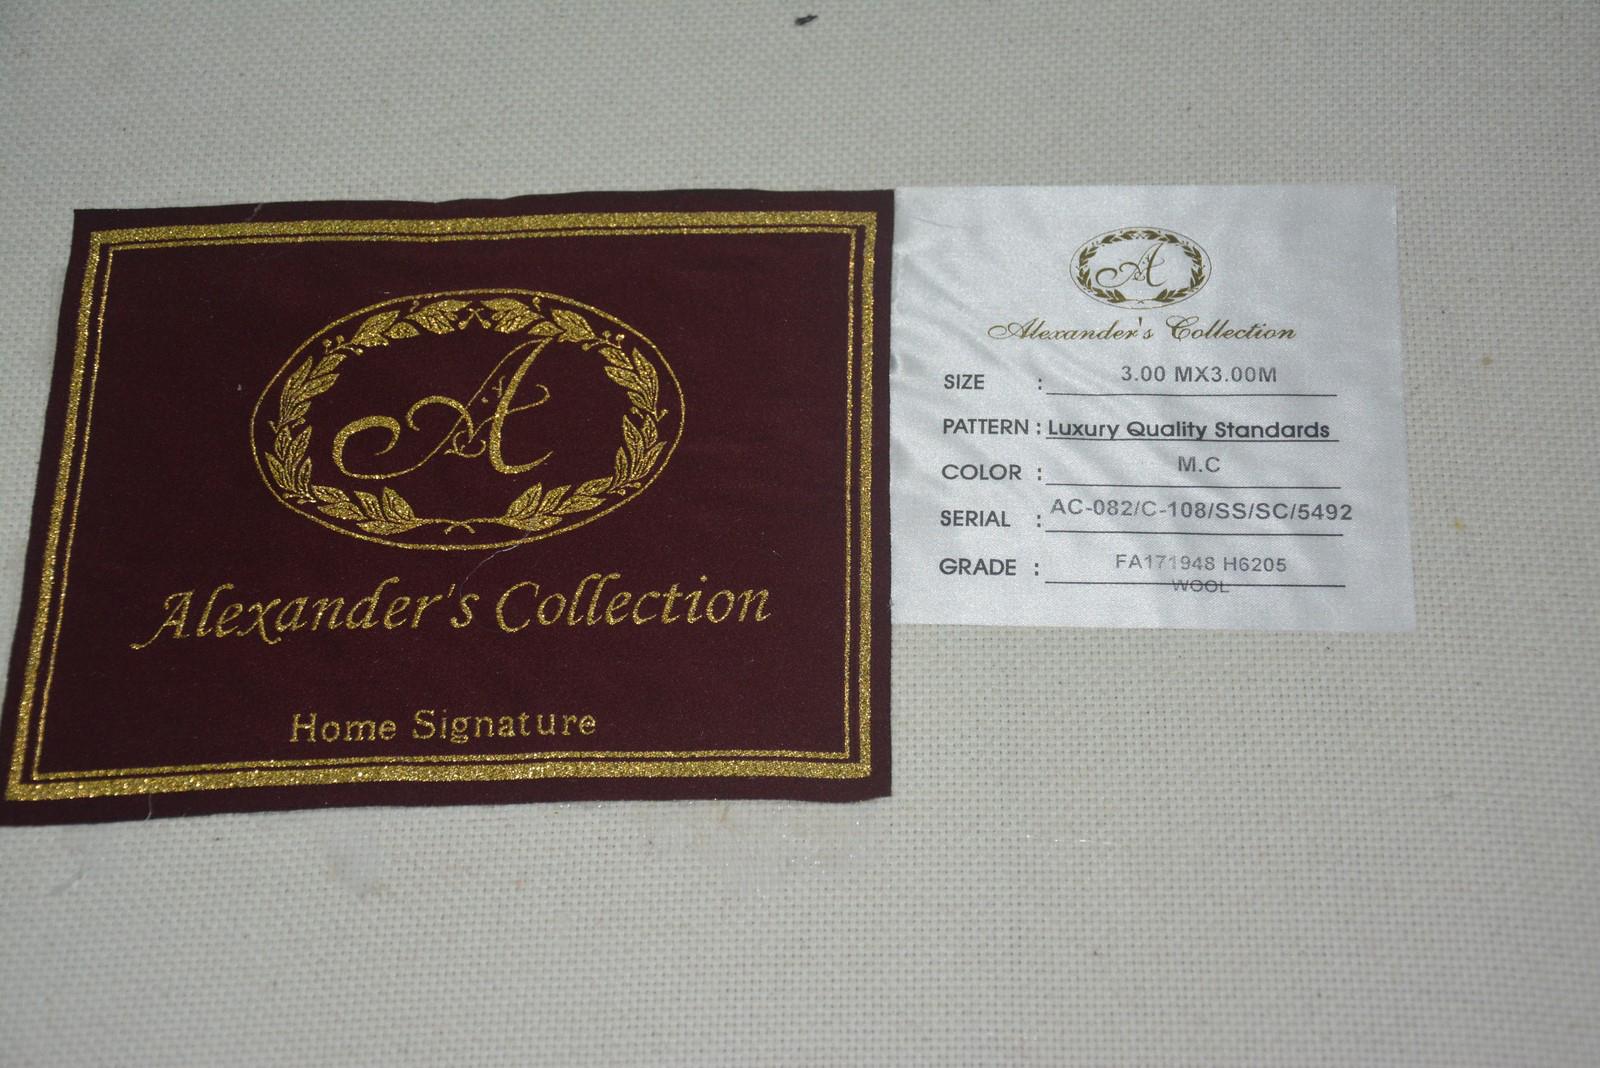 A
Alexander's Collection
Home Signature
A
Alexander's Collection
SIZE : 3.00 MX3.00M
PATTERN : Luxury Quality Standards
COLOR : M.C
SERIAL : AC-082/C-108/SS/SC/5492
GRADE : FA171948 H6205
WOOL